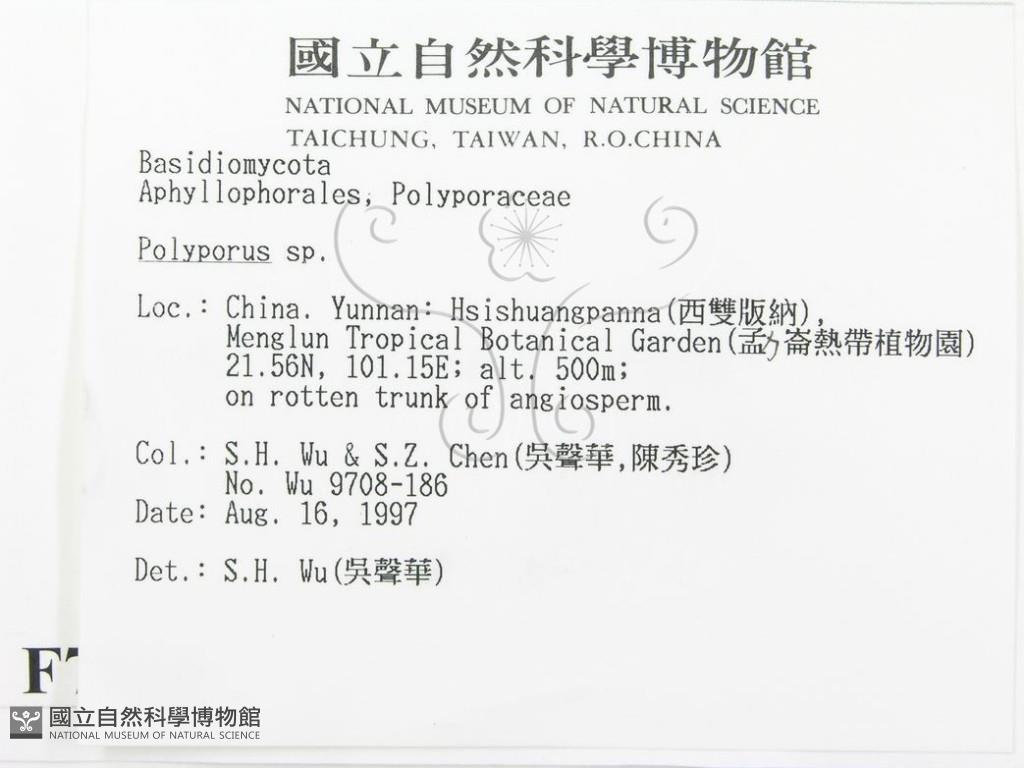 國立自然科學博物館
NATIONAL MUSEUM OF NATURAL SCIENCE
TAICHUNG, TAIWAN, R.O.CHINA
Basidiomycota
Aphyllophorales, Polyporaceae
Polyporus sp.
Loc.: China. Yunnan: Hsishuangpanna(西雙版納),
Menglun Tropical Botanical Garden(孟力崙熱帶植物園)
21.56N, 101.15E; alt. 500m;
on rotten trunk of angiosperm.
Col.: S.H. Wu & S.Z. Chen(吳聲華,陳秀珍)
No. Wu 9708-186
Date: Aug. 16, 1997
Det.: S.H. Wu(吳聲華)
國立自然科學博物館
NATIONAL MUSEUM OF NATURAL SCIENCE